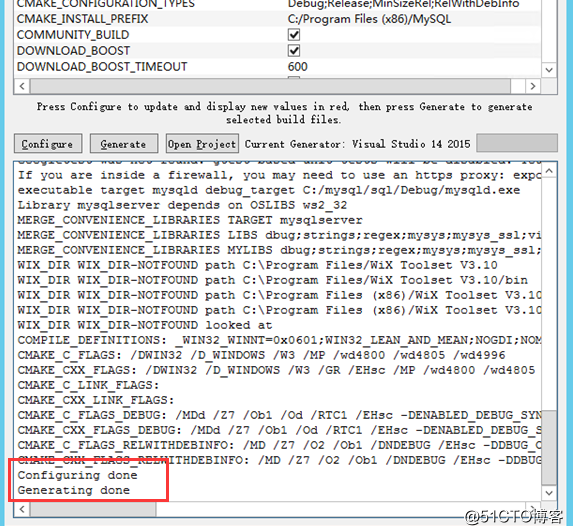 CMAKE_CONFIGURATION_TYPES Debug;Release;MinSizeRel;RelWithDebInfo
CMAKE_INSTALL_PREFIX C:/Program Files (x86)/MySQL
COMMUNITY_BUILD
DOWNLOAD_BOOST
DOWNLOAD_BOOST_TIMEOUT 600
Press Configure to update and display new values in red, then press Generate to generate
selected build files.
Configure Generate Open Project Current Generator: Visual Studio 14 2015
If you are inside a firewall, you may need to use an https proxy: expo
executable target mysqld debug_target C:/mysql/sql/Debug/mysqld.exe
Library mysqlserver depends on OSLIBS ws2_32
MERGE_CONVENIENCE_LIBRARIES TARGET mysqlserver
MERGE_CONVENIENCE_LIBRARIES LIBS dbug;strings;regex;mysys;mysys_ssl;vi
MERGE_CONVENIENCE_LIBRARIES MYLIBS dbug;strings;regex;mysys;mysys_ssl;
WIX_DIR WIX_DIR-NOTFOUND path C:\Program Files/WiX Toolset V3.10
WIX_DIR WIX_DIR-NOTFOUND path C:\Program Files/WiX Toolset V3.10/bin
WIX_DIR WIX_DIR-NOTFOUND path C:\Program Files (x86)/WiX Toolset V3.10
WIX_DIR WIX_DIR-NOTFOUND path C:\Program Files (x86)/WiX Toolset V3.10
WIX_DIR WIX_DIR-NOTFOUND looked at
COMPILE_DEFINITIONS: _WIN32_WINNT=0x0601;WIN32_LEAN_AND_MEAN;NOGDI;NOM
CMAKE_C_FLAGS: /DWIN32 /D_WINDOWS /W3 /MP /wd4800 /wd4805 /wd4996
CMAKE_CXX_FLAGS: /DWIN32 /D_WINDOWS /W3 /GR /EHsc /MP /wd4800 /wd4805
CMAKE_C_LINK_FLAGS:
CMAKE_CXX_LINK_FLAGS:
CMAKE_C_FLAGS_DEBUG: /MDd /Z7 /Ob1 /Od /RTC1 /EHsc -DENABLED_DEBUG_SYN
CMAKE_CXX_FLAGS_DEBUG: /MDd /Z7 /Ob1 /Od /RTC1 /EHsc -DENABLED_DEBUG_S
CMAKE_C_FLAGS_RELWITHDEBINFO: /MD /Z7 /O2 /Ob1 /DNDEBUG /EHsc -DDBUG_O
CMAKE_CXX_FLAGS_RELWITHDEBINFO: /MD /Z7 /O2 /Ob1 /DNDEBUG /EHsc -DDBUG
Configuring done
Generating done
@51CTO博客